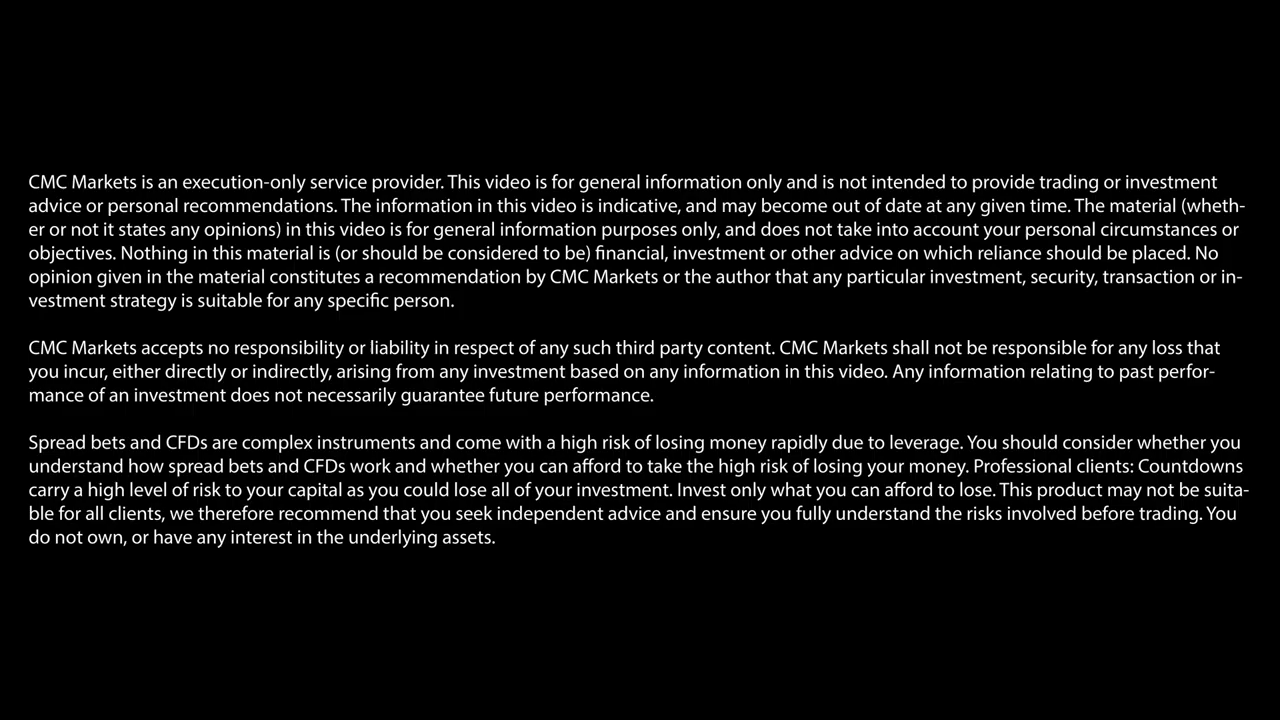 CMC Markets is an execution-only service provider. This video is for general information only and is not intended to provide trading or investment
advice or personal recommendations. The information in this video is indicative, and may become out of date at any given time. The material (wheth-
er or not it states any opinions) in this video is for general information purposes only, and does not take into account your personal circumstances or
objectives. Nothing in this material is (or should be considered to be) financial, investment or other advice on which reliance should be placed. No
opinion given in the material constitutes a recommendation by CMC Markets or the author that any particular investment, security, transaction or in-
vestment strategy is suitable for any specific person.
CMC Markets accepts no responsibility or liability in respect of any such third party content. CMC Markets shall not be responsible for any loss that
you incur, either directly or indirectly, arising from any investment based on any information in this video. Any information relating to past perfor-
mance of an investment does not necessarily guarantee future performance.
Spread bets and CFDs are complex instruments and come with a high risk of losing money rapidly due to leverage. You should consider whether you
understand how spread bets and CFDs work and whether you can afford to take the high risk of losing your money. Professional clients: Countdowns
carry a high level of risk to your capital as you could lose all of your investment. Invest only what you can afford to lose. This product may not be suita-
ble for all clients, we therefore recommend that you seek independent advice and ensure you fully understand the risks involved before trading. You
do not own, or have any interest in the underlying assets.